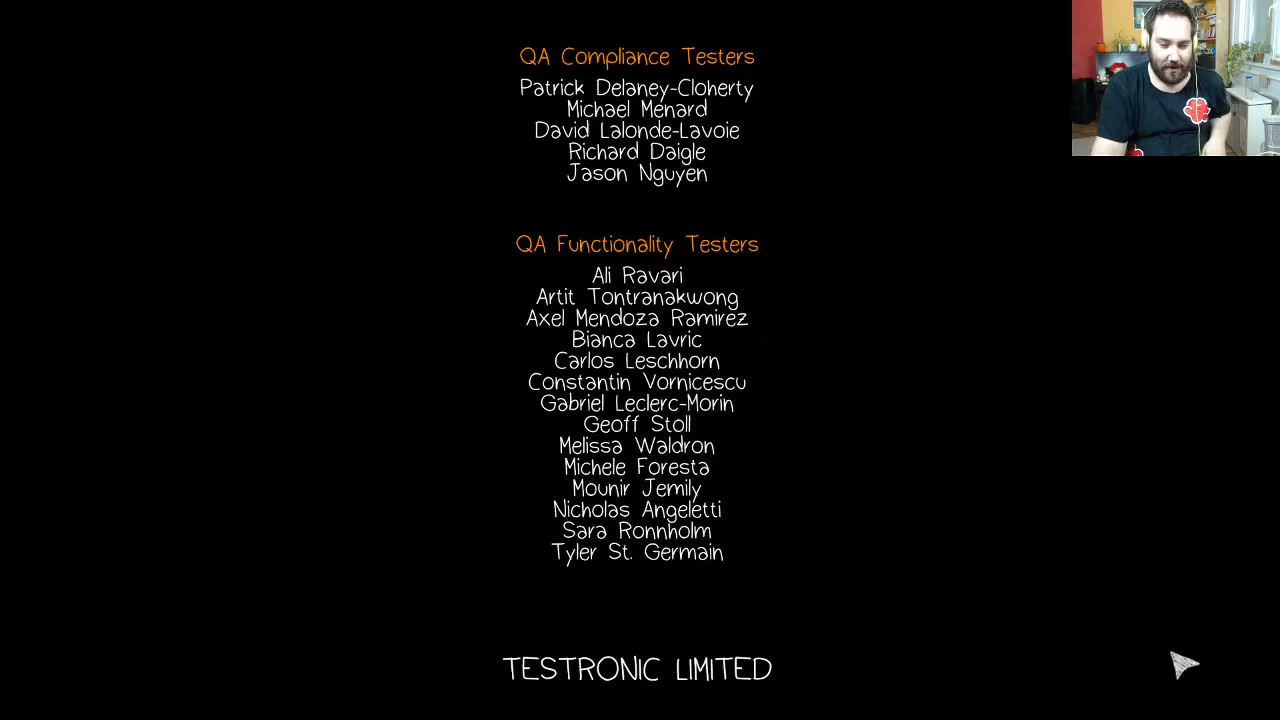 QA Compliance Testers
Patrick Delaney-Cloherty
Michael Menard
David Lalonde-Lavoie
Richard Daigle
Jason Nguyen
QA Functionality Testers
Ali Ravari
Artit Tontranakwong
Axel Mendoza Ramirez
Bianca Lavric
Carlos Leschhorn
Constantin Vornicescu
Gabriel Leclerc-Morin
Geoff Stoll
Melissa Waldron
Michele Foresta
Mounir Jemily
Nicholas Angeletti
Sara Ronnholm
Tyler St. Germain
TESTRONIC LIMITED